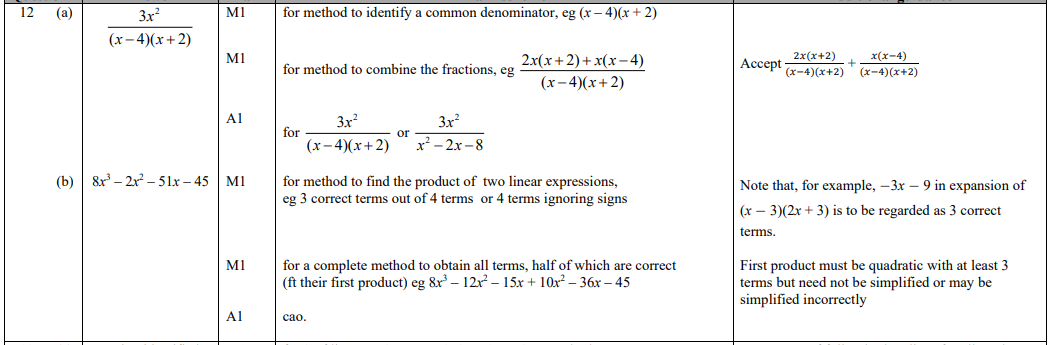 12 (a) 3x² / (x – 4)(x + 2) M1 for method to identify a common denominator, eg (x – 4)(x + 2)
M1 for method to combine the fractions, eg 2x(x + 2) + x(x – 4) / (x – 4)(x + 2) Accept 2x(x+2) / (x−4)(x+2) + x(x−4) / (x−4)(x+2)
A1 for 3x² / (x – 4)(x + 2) or 3x² / x² – 2x – 8
(b) 8x³ – 2x² – 51x – 45 M1 for method to find the product of two linear expressions,
eg 3 correct terms out of 4 terms or 4 terms ignoring signs
Note that, for example, −3x – 9 in expansion of
(x – 3)(2x + 3) is to be regarded as 3 correct
terms.
M1 for a complete method to obtain all terms, half of which are correct
(ft their first product) eg 8x³ – 12x² – 15x + 10x² – 36x – 45
First product must be quadratic with at least 3
terms but need not be simplified or may be
simplified incorrectly
A1 cao.